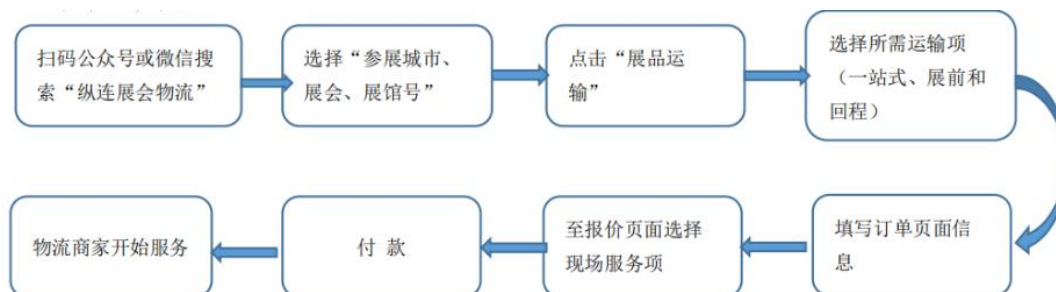 扫码公众号或微信搜
索“纵连展会物流”
选择“参展城市、
展会、展馆号”
点击“展品运
输”
选择所需运输项
（一站式、展前和
回程）
填写订单页面信
息
至报价页面选择
现场服务项
付 款
物流商家开始服务